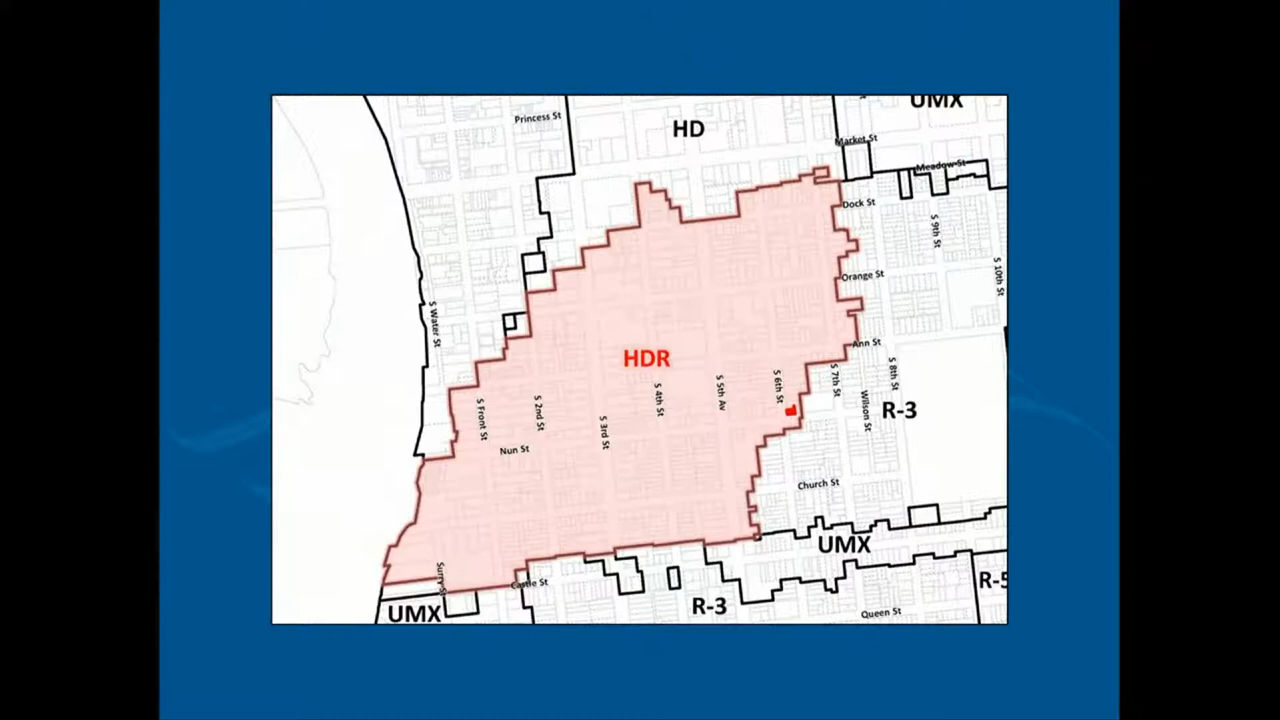 UMX
Princess St
HD
Market St
Meadow St
Dock St
S 9th St
Orange St
S 10th St
S Water St
Ann St
HDR
S Front St
S 2nd St
S 3rd St
S 4th St
S 5th Av
S 6th St
S 7th St
Wilson St
S 8th St
R-3
Nun St
Church St
UMX
Surry St
Castle St
UMX
R-3
Queen St
R-5